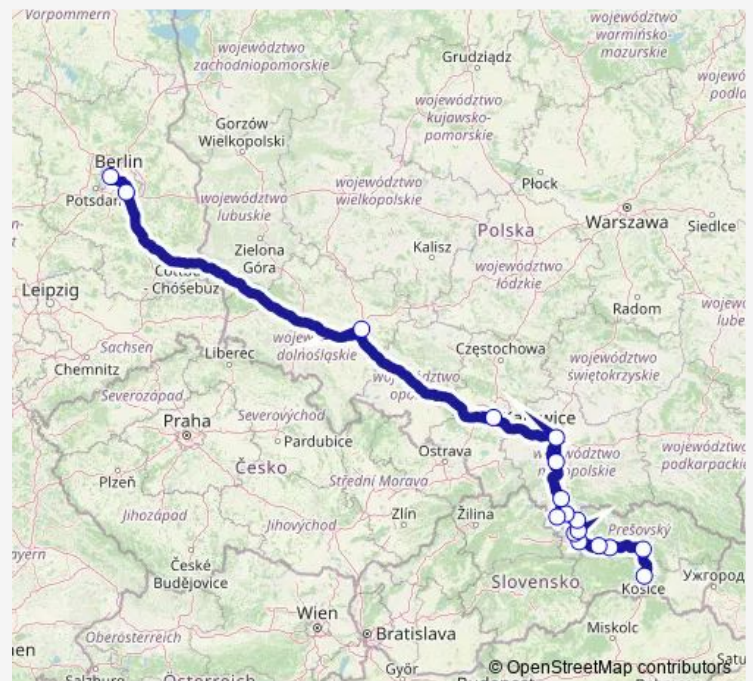 Vorpommern
województwo
zachodniopomorskie
województwo
warmińsko-
mazurskie
Grudziądz
województwo
kujawsko-
pomorskie
Gorzów
Wielkopolski
Berlin
Płock
województwo
wielkopolskie
województwo
lubuskie
Warszawa
Siedlce
Polska
Kalisz
Zielona
Góra
województwo
łódzkie
- Chóśebuz
Leipzig
Radom
Sachsen
Liberec
dolnośląskie
Częstochowa
województwo
świętokrzyskie
Chemnitz
Severozápad
Severovýchod
Praha
Pardubice
Ostrava
województwo
Česko
Plzeň
Střední Morava
Jihozápad
Jihovýchod
Zlín
Žilina
Prešovský
České
Budějovice
Slovensko
Košice
Ужгород
Wien
Miskolc
Bratislava
Oberösterreich
Győr
© OpenStreetMap contributors